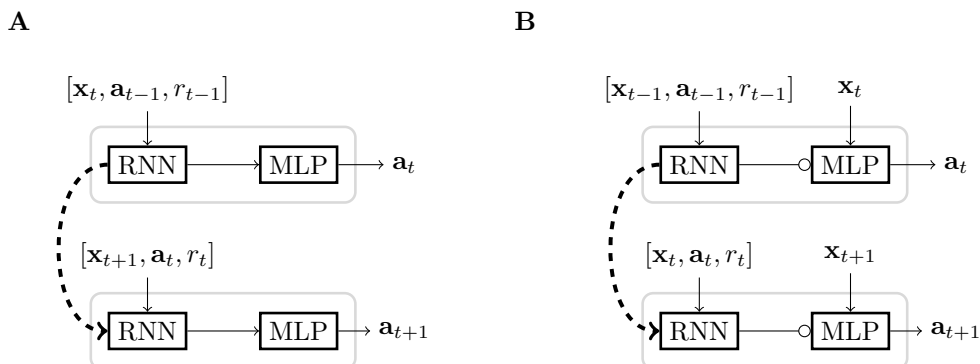 A
B
[x_t, a_{t−1}, r_{t−1}]
[x_{t−1}, a_{t−1}, r_{t−1}]
x_t
RNN
MLP
a_t
RNN
MLP
a_t
[x_{t+1}, a_t, r_t]
[x_t, a_t, r_t]
x_{t+1}
RNN
MLP
a_{t+1}
RNN
MLP
a_{t+1}